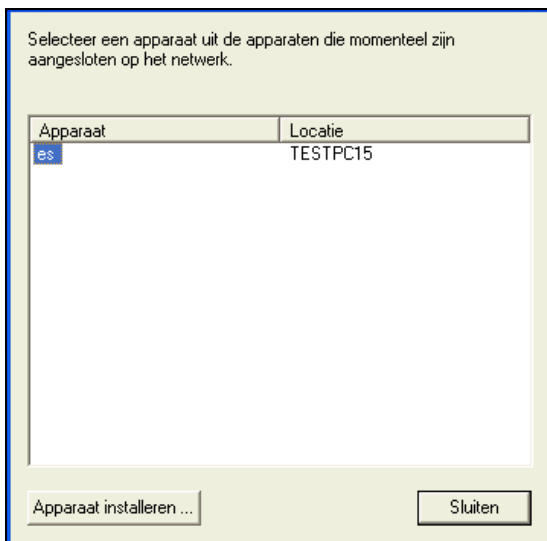 Selecteer een apparaat uit de apparaten die momenteel zijn
aangesloten op het netwerk.
Apparaat Locatie
es TESTPC15
Apparaat installeren ... Sluiten